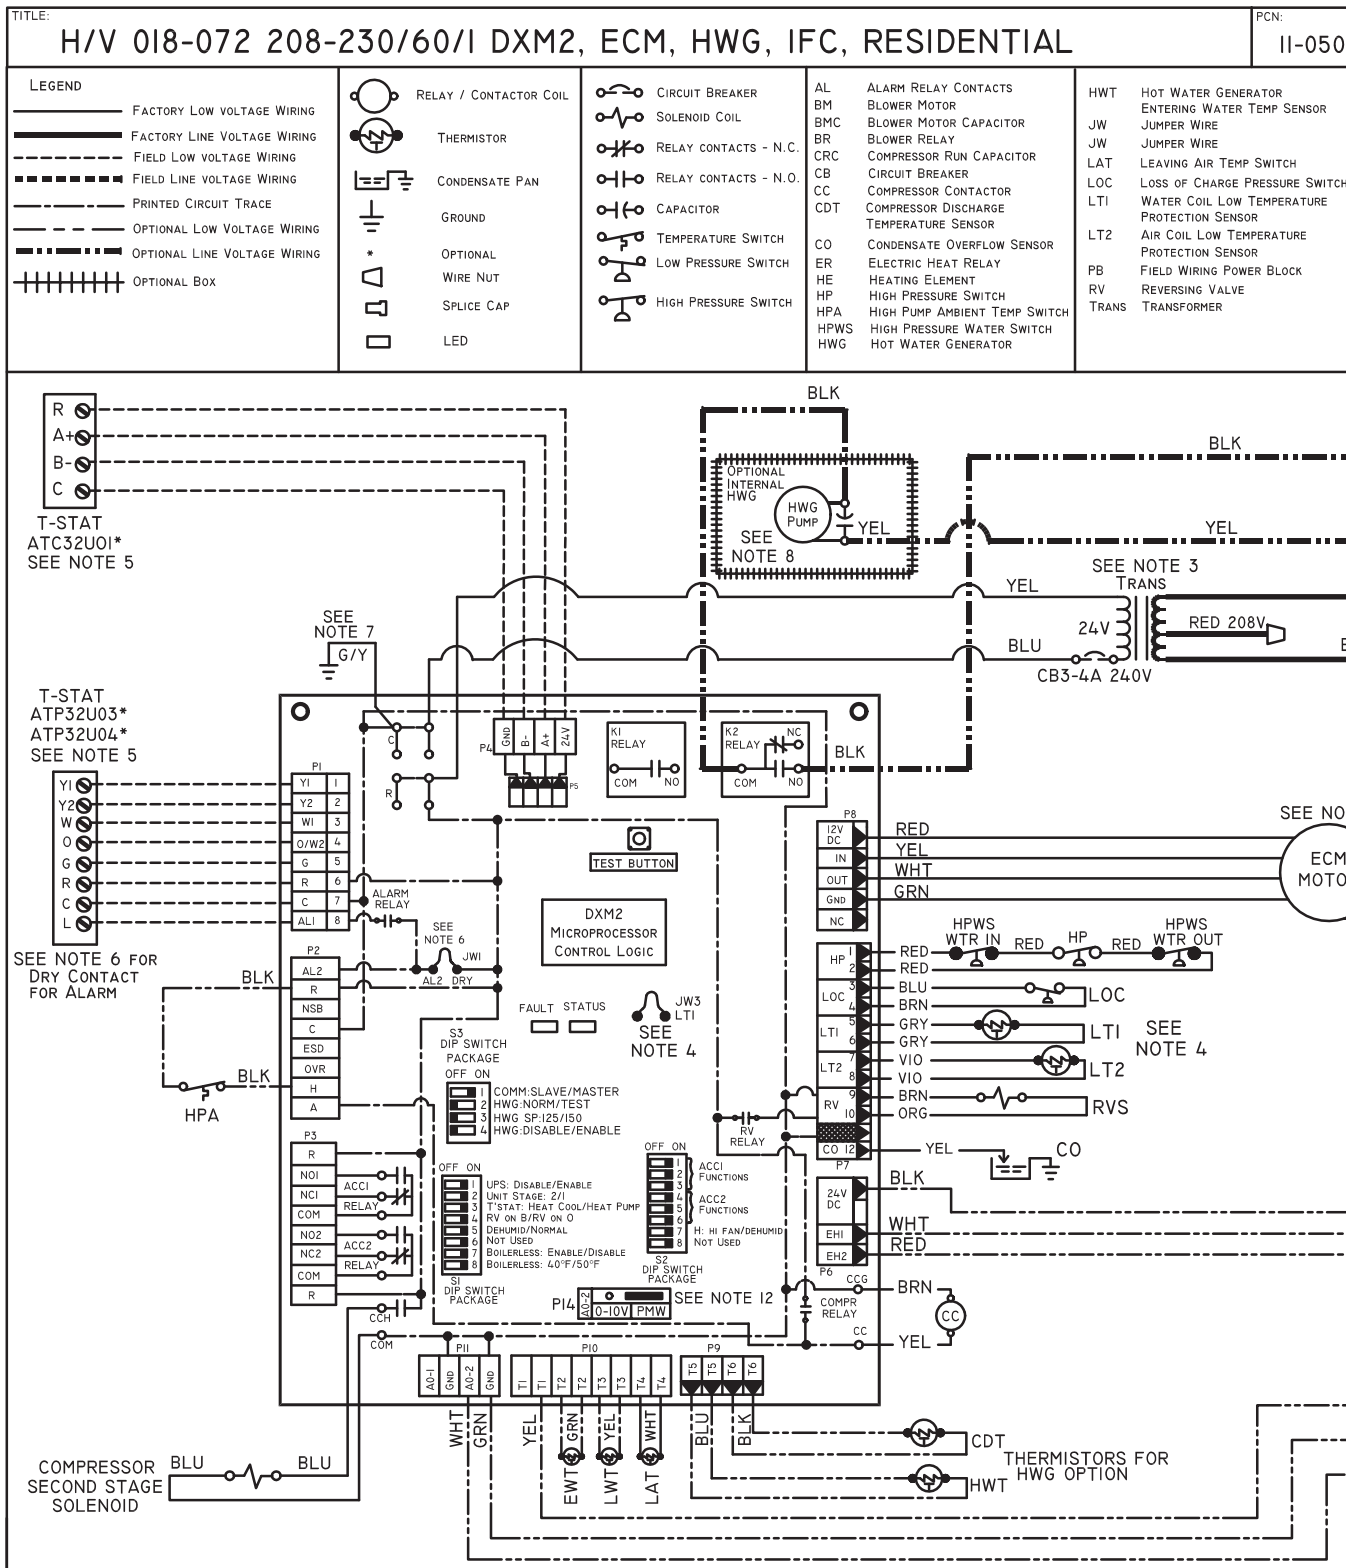 TITLE:
H/V 018-072 208-230/60/1 DXM2, ECM, HWG, IFC, RESIDENTIAL
PCN:
11-050
LEGEND
FACTORY LOW VOLTAGE WIRING
FACTORY LINE VOLTAGE WIRING
FIELD LOW VOLTAGE WIRING
FIELD LINE VOLTAGE WIRING
PRINTED CIRCUIT TRACE
OPTIONAL LOW VOLTAGE WIRING
OPTIONAL LINE VOLTAGE WIRING
OPTIONAL BOX
RELAY / CONTACTOR COIL
THERMISTOR
CONDENSATE PAN
GROUND
* OPTIONAL
WIRE NUT
SPLICE CAP
LED
CIRCUIT BREAKER
SOLENOID COIL
RELAY CONTACTS - N.C.
RELAY CONTACTS - N.O.
CAPACITOR
TEMPERATURE SWITCH
LOW PRESSURE SWITCH
HIGH PRESSURE SWITCH
AL ALARM RELAY CONTACTS
BM BLOWER MOTOR
BMC BLOWER MOTOR CAPACITOR
BR BLOWER RELAY
CRC COMPRESSOR RUN CAPACITOR
CB CIRCUIT BREAKER
CC COMPRESSOR CONTACTOR
CDT COMPRESSOR DISCHARGE
TEMPERATURE SENSOR
CO CONDENSATE OVERFLOW SENSOR
ER ELECTRIC HEAT RELAY
HE HEATING ELEMENT
HP HIGH PRESSURE SWITCH
HPA HIGH PUMP AMBIENT TEMP SWITCH
HPWS HIGH PRESSURE WATER SWITCH
HWG HOT WATER GENERATOR
HWT HOT WATER GENERATOR
ENTERING WATER TEMP SENSOR
JW JUMPER WIRE
JW JUMPER WIRE
LAT LEAVING AIR TEMP SWITCH
LOC LOSS OF CHARGE PRESSURE SWITCH
LT1 WATER COIL LOW TEMPERATURE
PROTECTION SENSOR
LT2 AIR COIL LOW TEMPERATURE
PROTECTION SENSOR
PB FIELD WIRING POWER BLOCK
RV REVERSING VALVE
TRANS TRANSFORMER
R
A+
B-
C
T-STAT
ATC32U01*
SEE NOTE 5
BLK
OPTIONAL
INTERNAL
HWG
HWG
PUMP
YEL
SEE
NOTE 8
BLK
YEL
SEE NOTE 3
TRANS
YEL
24V
RED 208V
BLU
CB3-4A 240V
SEE
NOTE 7
G/Y
T-STAT
ATP32U03*
ATP32U04*
SEE NOTE 5
Y1
Y2
W
O
G
R
C
L
SEE NOTE 6 FOR
DRY CONTACT
FOR ALARM
P1
Y1 1
Y2 2
W1 3
O/W2 4
G 5
R 6
C 7
AL1 8
C
R
P4
GND
B-
A+
24V
P5
K1
RELAY
COM NO
K2
RELAY
NC
COM NO
BLK
TEST BUTTON
ALARM
RELAY
SEE
NOTE 6
JW1
AL2 DRY
DXM2
MICROPROCESSOR
CONTROL LOGIC
FAULT STATUS
JW3
LT1
SEE
NOTE 4
P2
AL2
R
NSB
C
ESD
OVR
H
A
BLK
BLK
HPA
S3
DIP SWITCH
PACKAGE
OFF ON
1 COMM:SLAVE/MASTER
2 HWG:NORM/TEST
3 HWG SP:125/150
4 HWG:DISABLE/ENABLE
P3
R
NO1
NC1
COM
NO2
NC2
COM
R
ACC1
RELAY
ACC2
RELAY
OFF ON
1 UPS: DISABLE/ENABLE
2 UNIT STAGE: 2/1
3 T'STAT: HEAT COOL/HEAT PUMP
4 RV ON B/RV ON O
5 DEHUMID/NORMAL
6 NOT USED
7 BOILERLESS: ENABLE/DISABLE
8 BOILERLESS: 40°F/50°F
S1
DIP SWITCH
PACKAGE
OFF ON
1
2
3
4
5
6
7
8
ACC1
FUNCTIONS
ACC2
FUNCTIONS
H: HI FAN/DEHUMID
NOT USED
S2
DIP SWITCH
PACKAGE
P14
AO-2
0-10V PMW
SEE NOTE 12
P8
12V
DC
IN
OUT
GND
NC
RED
YEL
WHT
GRN
SEE NO
ECM
MOTO
HP 1
2
LOC 3
4
LT1 5
6
LT2 7
8
RV 9
10
CO 12
P7
RED
HPWS
WTR IN
RED
HP
RED
HPWS
WTR OUT
RED
BLU
BRN
LOC
GRY
GRY
LT1
SEE
NOTE 4
VIO
VIO
LT2
BRN
ORG
RVS
YEL
CO
RV
RELAY
24V
DC
EH1
EH2
P6
BLK
WHT
RED
CCG
BRN
CC
COMPR
RELAY
CC
YEL
CCH
COM
P11
AO-1
GND
AO-2
GND
P10
T1
T1
T2
T2
T3
T3
T4
T4
P9
T5
T5
T6
T6
WHT
GRN
YEL
GRN
EWT
YEL
LWT
WHT
LAT
BLU
BLK
CDT
THERMISTORS FOR
HWG OPTION
HWT
COMPRESSOR
SECOND STAGE
SOLENOID
BLU
BLU